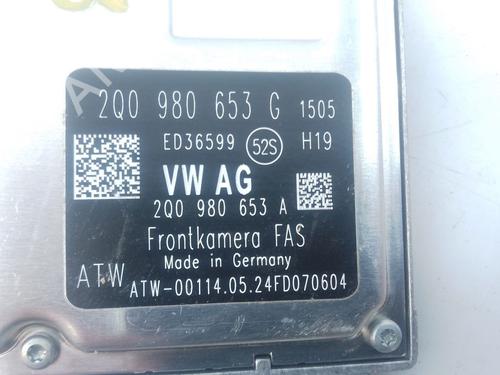 2Q0 980 653 G 1505
ED36599 52S H19
VW AG
2Q0 980 653 A
Frontkamera FAS
Made in Germany
ATW
ATW-00114.05.24FD070604